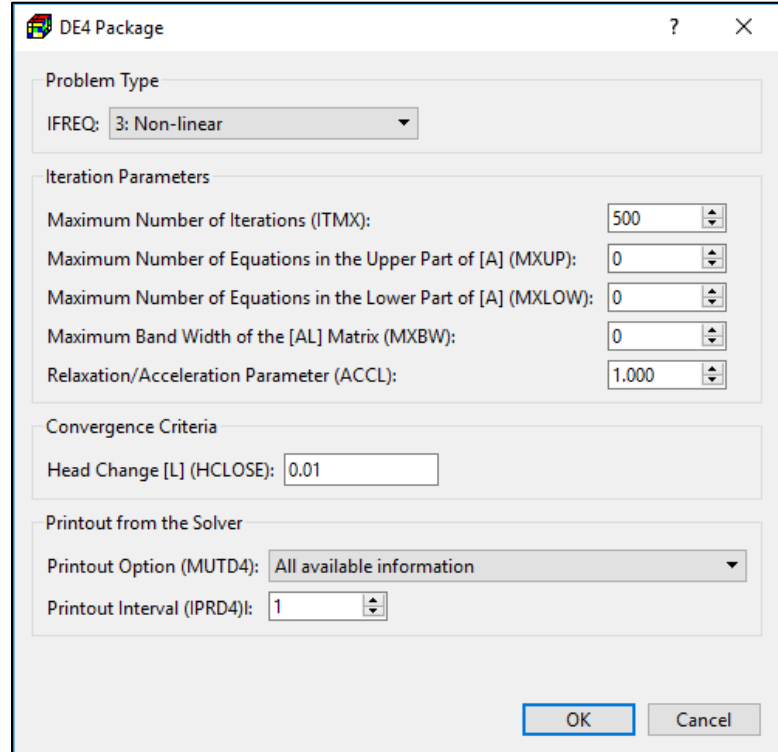 DE4 Package ?
Problem Type
IFREQ: 3: Non-linear
Iteration Parameters
Maximum Number of Iterations (ITMX): 500
Maximum Number of Equations in the Upper Part of [A] (MXUP): 0
Maximum Number of Equations in the Lower Part of [A] (MXLOW): 0
Maximum Band Width of the [AL] Matrix (MXBW): 0
Relaxation/Acceleration Parameter (ACCL): 1.000
Convergence Criteria
Head Change [L] (HCLOSE): 0.01
Printout from the Solver
Printout Option (MUTD4): All available information
Printout Interval (IPRD4)I: 1
OK Cancel